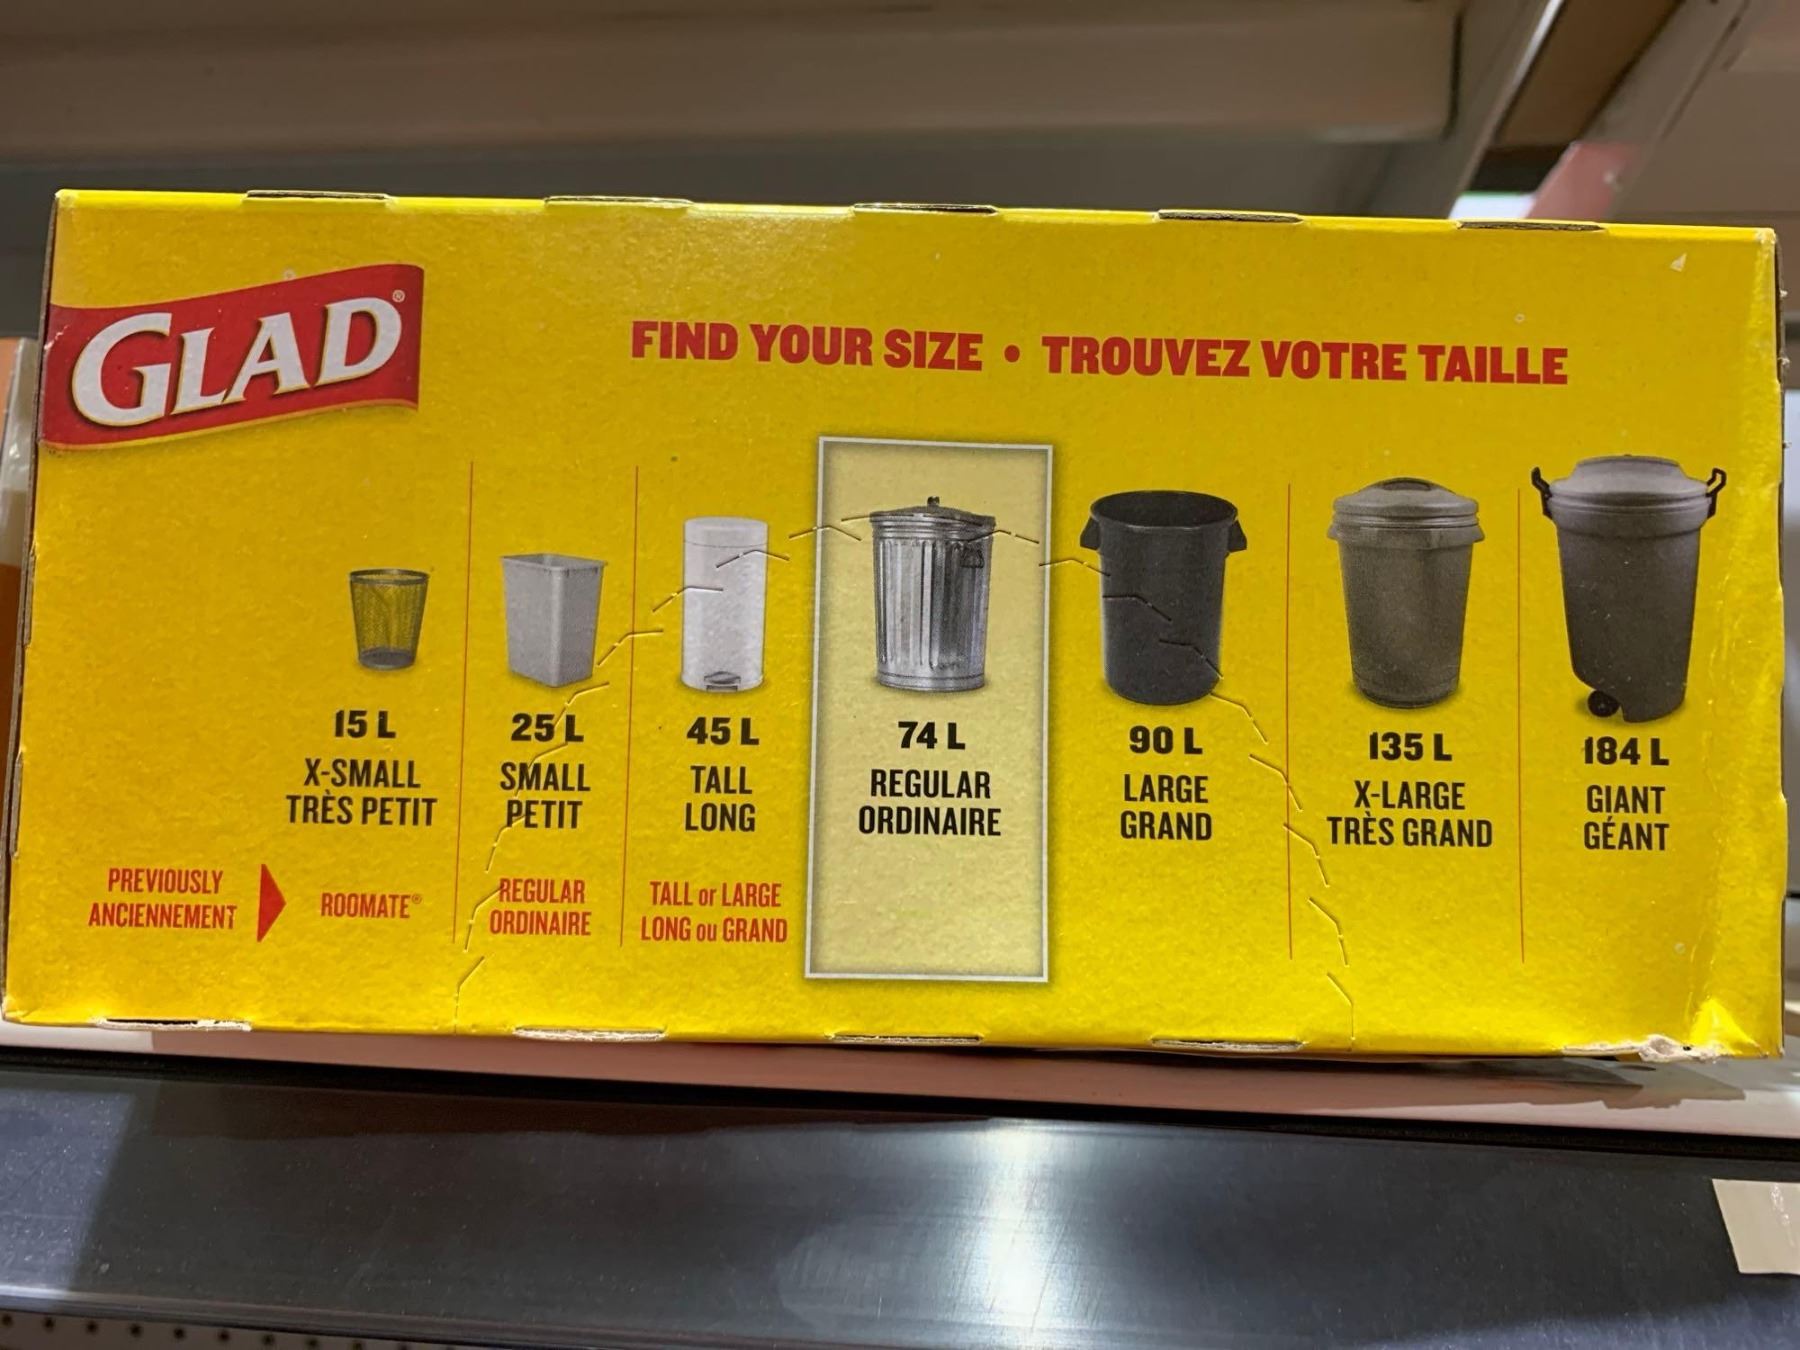 GLAD®
FIND YOUR SIZE • TROUVEZ VOTRE TAILLE
15 L
X-SMALL
TRÈS PETIT
25 L
SMALL
PETIT
45 L
TALL
LONG
74 L
REGULAR
ORDINAIRE
90 L
LARGE
GRAND
135 L
X-LARGE
TRÈS GRAND
184 L
GIANT
GÉANT
PREVIOUSLY
ANCIENNEMENT
ROOMATE®
REGULAR
ORDINAIRE
TALL or LARGE
LONG ou GRAND